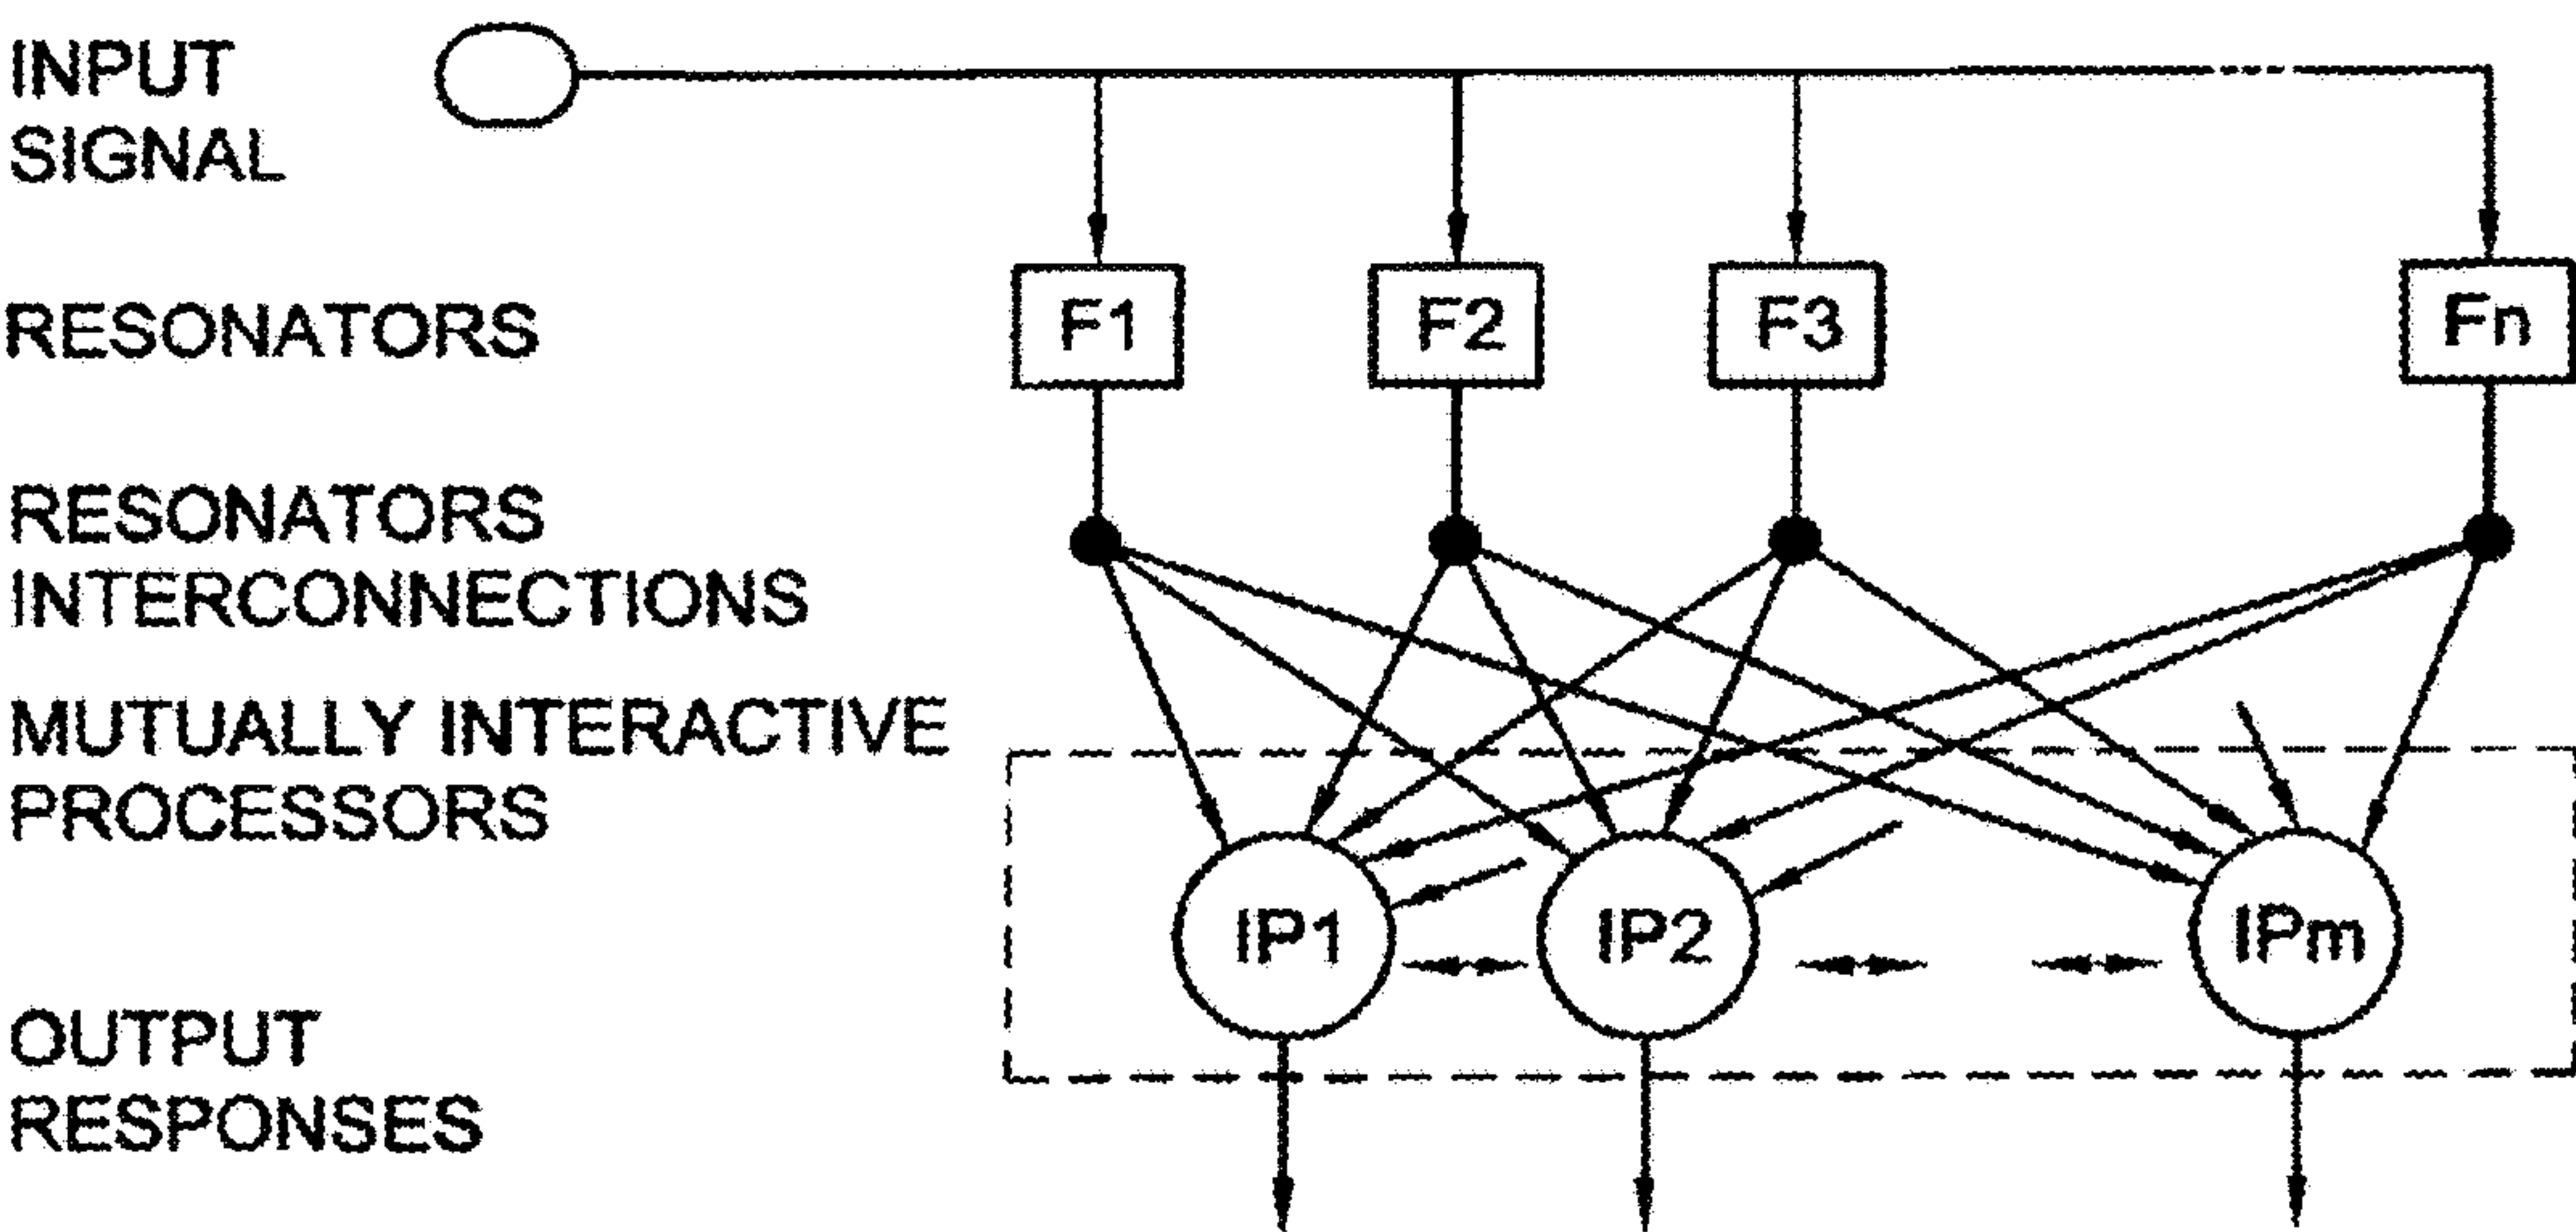 INPUT
SIGNAL
RESONATORS
F1 F2 F3 Fn
RESONATORS
INTERCONNECTIONS
MUTUALLY INTERACTIVE
PROCESSORS
IP1 IP2 IPm
OUTPUT
RESPONSES